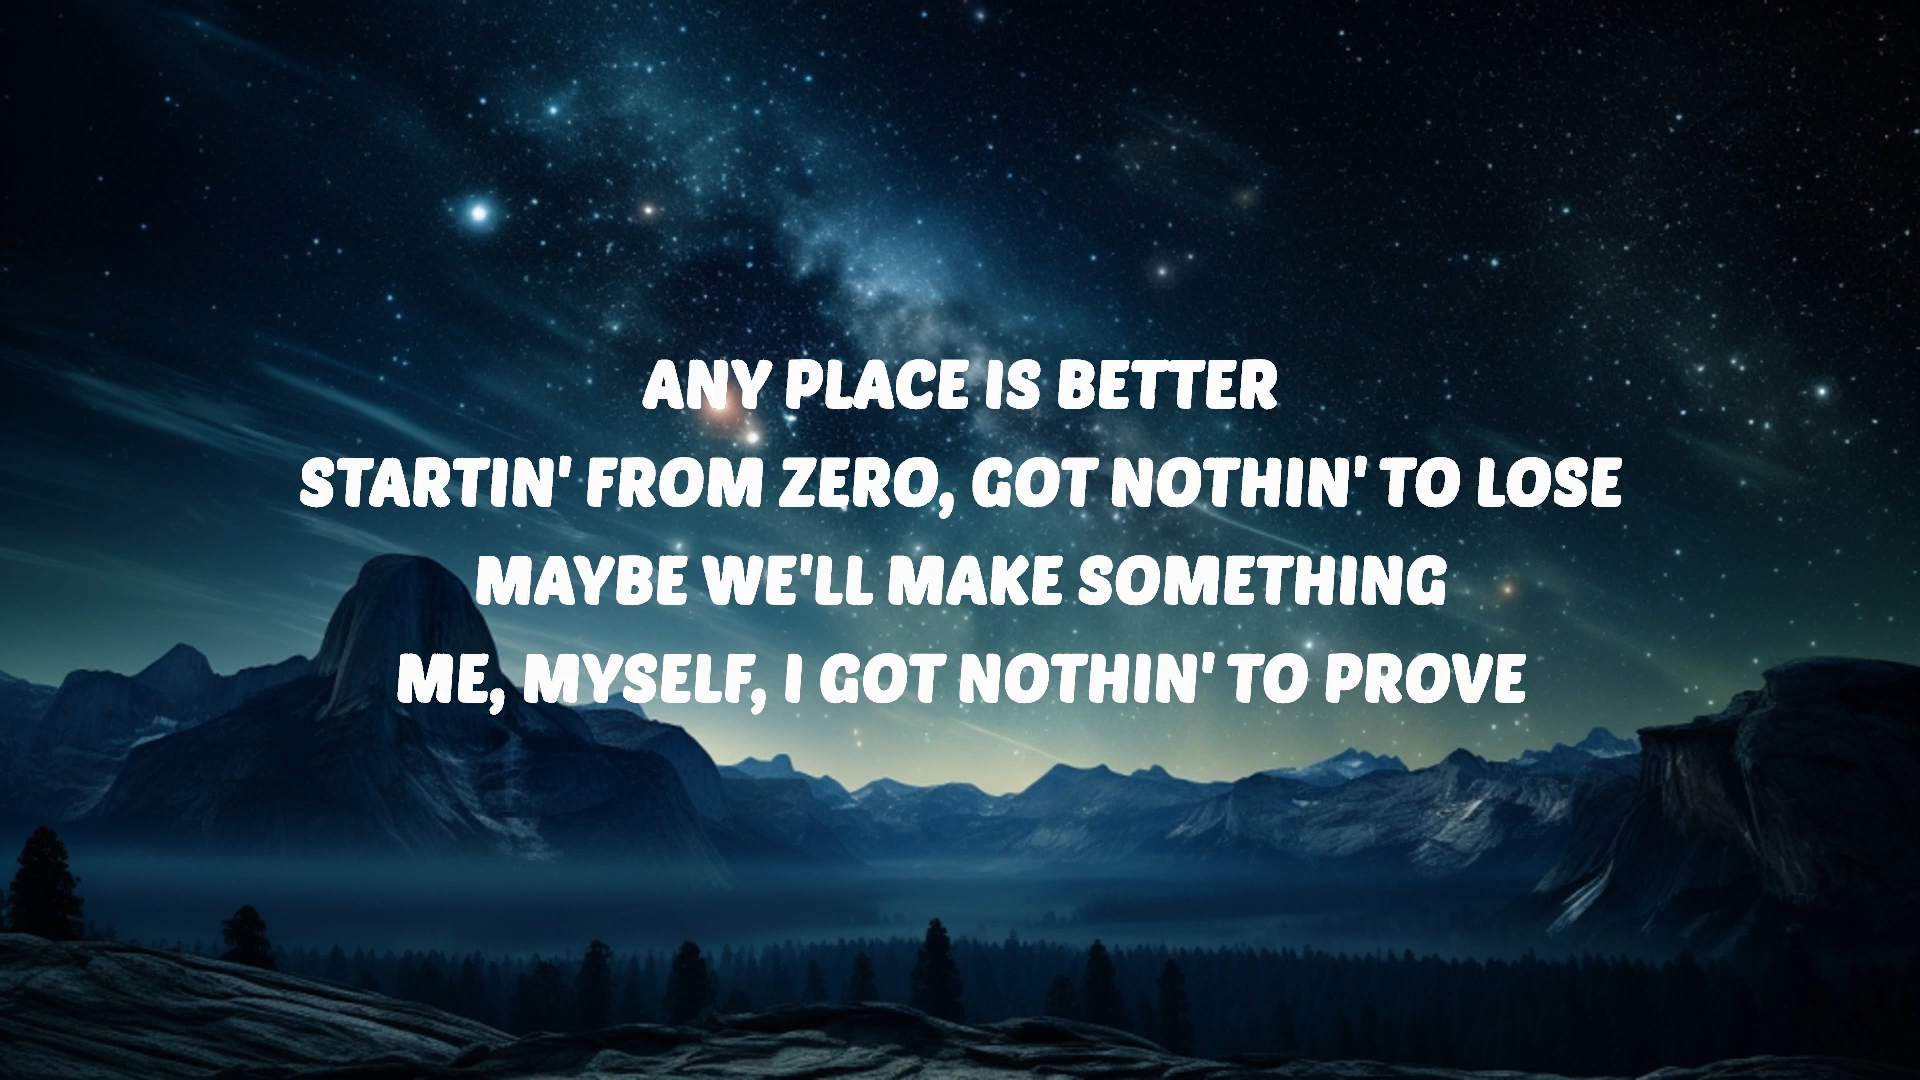 ANY PLACE IS BETTER
STARTIN' FROM ZERO, GOT NOTHIN' TO LOSE
MAYBE WE'LL MAKE SOMETHING
ME, MYSELF, I GOT NOTHIN' TO PROVE